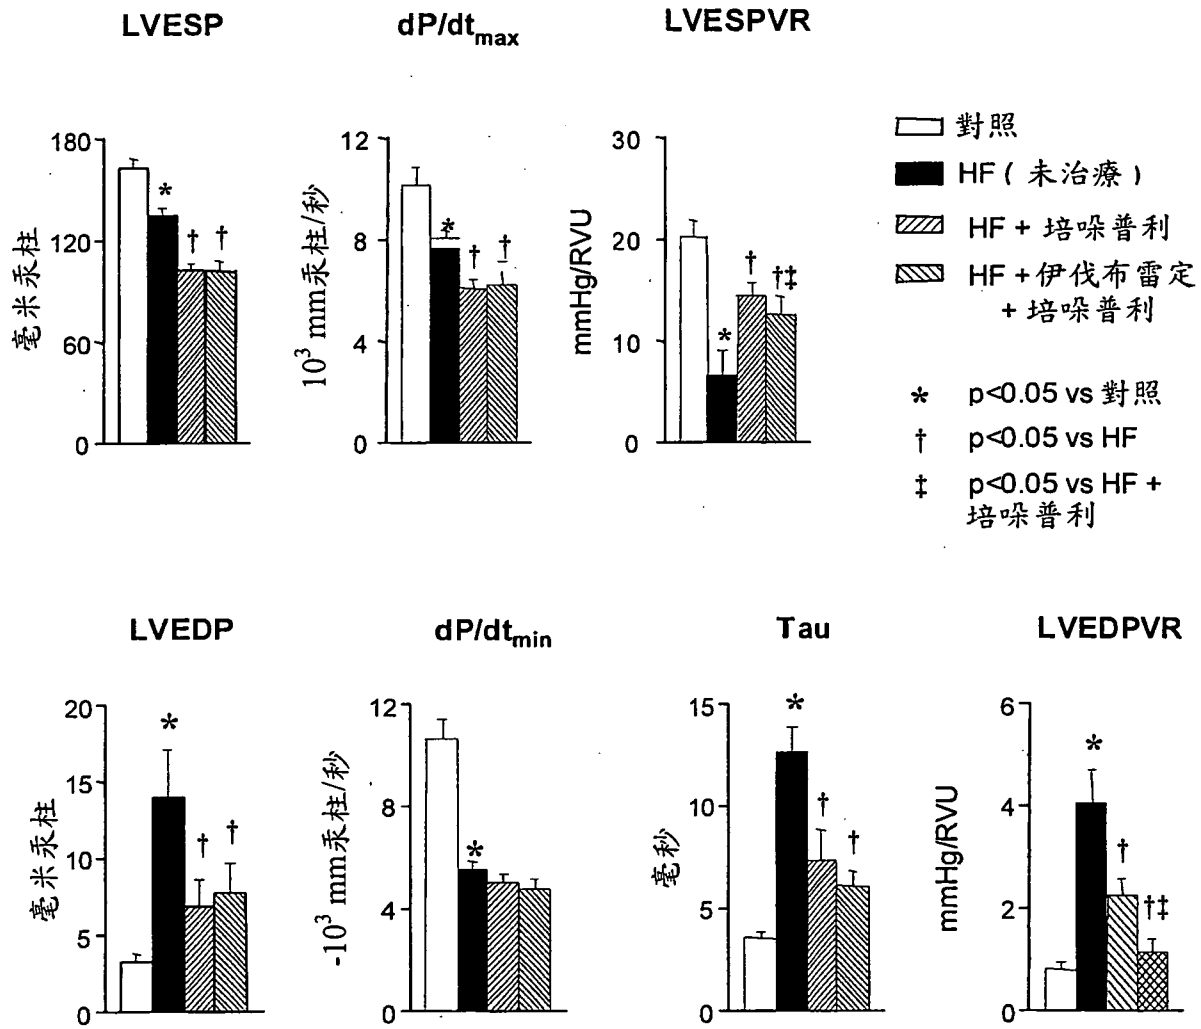 LVESP
dP/dtmax
LVESPVR
180
120
60
0
毫米汞柱
*
†
†
12
8
4
0
10³ mm汞柱/秒
*
†
†
30
20
10
0
mmHg/RVU
*
†
†‡
對照
HF ( 未治療 )
HF + 培哚普利
HF + 伊伐布雷定
+ 培哚普利
* p<0.05 vs 對照
† p<0.05 vs HF
‡ p<0.05 vs HF +
培哚普利
LVEDP
dP/dtmin
Tau
LVEDPVR
20
15
10
5
0
毫米汞柱
*
†
†
12
8
4
0
-10³ mm汞柱/秒
*
15
10
5
0
毫秒
*
†
†
6
4
2
0
mmHg/RVU
*
†
†‡